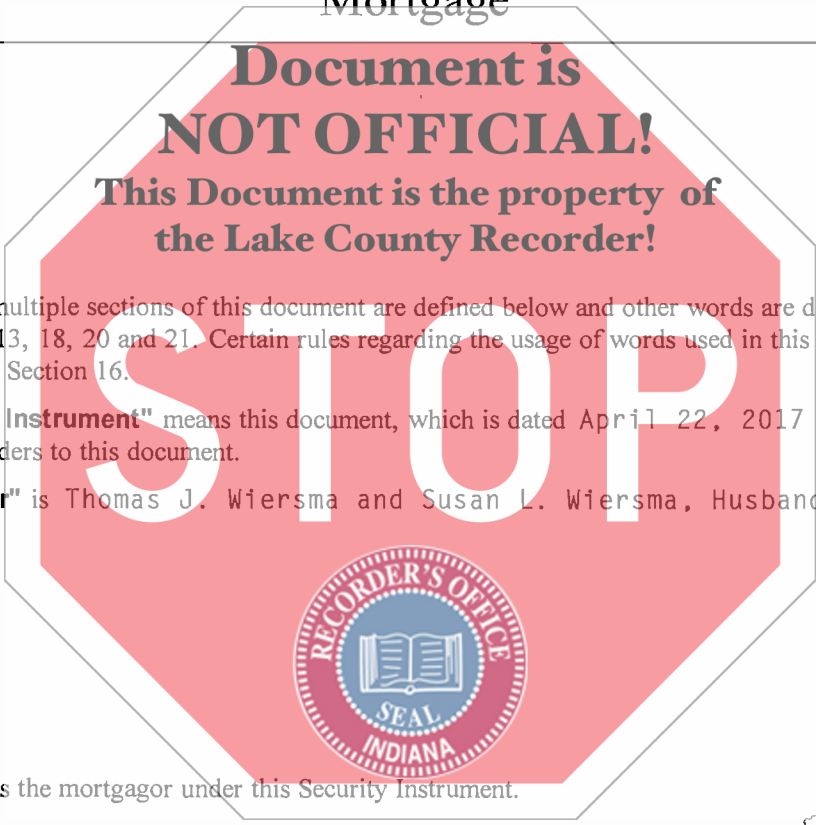 Mortgage
Document is
NOT OFFICIAL!
This Document is the property of
the Lake County Recorder!
nultiple sections of this document are defined below and other words are d
13, 18, 20 and 21. Certain rules regarding the usage of words used in this
Section 16.
Instrument" means this document, which is dated April 22, 2017
ders to this document.
r" is Thomas J. Wiersma and Susan L. Wiersma, Husband
STOP
RECORDER'S OFFICE
SEAL
INDIANA
s the mortgagor under this Security Instrument.